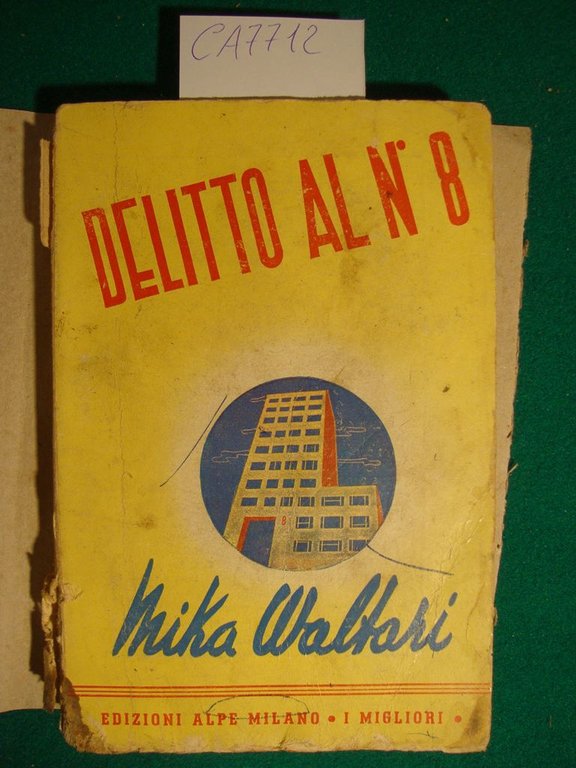 CA7712
DELITTO AL N° 8
8
Mika Waltari
EDIZIONI ALPE MILANO • I MIGLIORI •